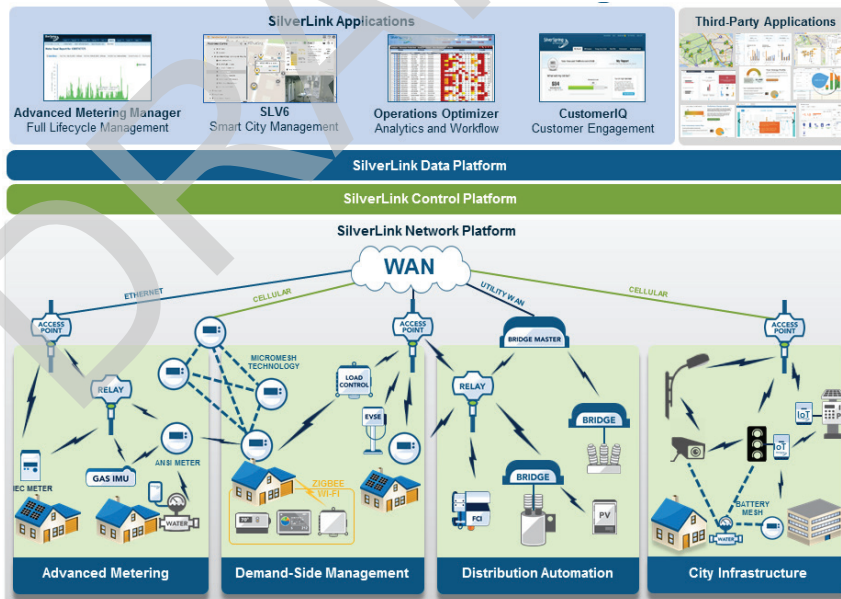 SilverLink Applications
Third-Party Applications
Advanced Metering Manager
Full Lifecycle Management
SLV6
Smart City Management
Operations Optimizer
Analytics and Workflow
CustomerIQ
Customer Engagement
SilverLink Data Platform
SilverLink Control Platform
SilverLink Network Platform
WAN
ETHERNET
CELLULAR
UTILITY WAN
CELLULAR
ACCESS
POINT
ACCESS
POINT
BRIDGE MASTER
ACCESS
POINT
MICROMESH
TECHNOLOGY
LOAD
CONTROL
RELAY
RELAY
EVSE
IoT
BRIDGE
IoT
ANSI METER
GAS IMU
IEC METER
ZIGBEE
WI-FI
BRIDGE
BATTERY
MESH
WATER
FCI
PV
WATER
Advanced Metering
Demand-Side Management
Distribution Automation
City Infrastructure
DRA